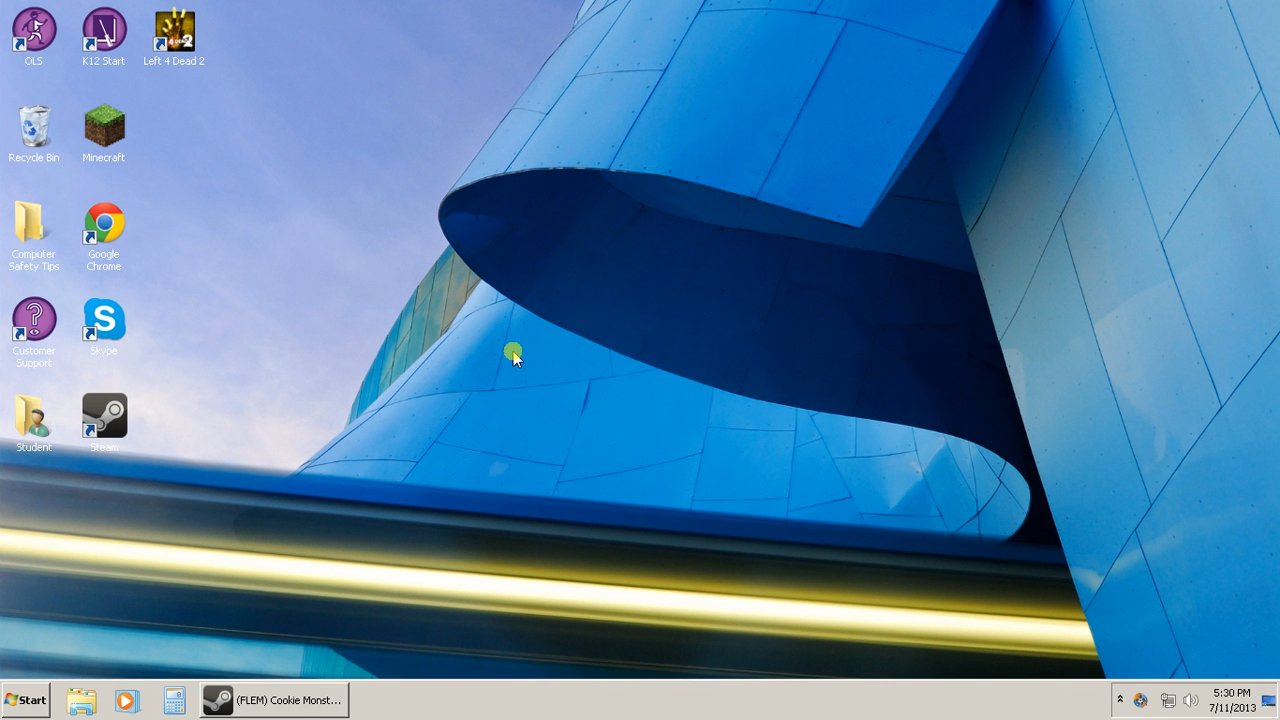 OLS
K12 Start
Left 4 Dead 2
Recycle Bin
Minecraft
Computer
Safety Tips
Google
Chrome
Customer
Support
Skype
Student
Steam
Start
(FLEM) Cookie Monst...
5:30 PM
7/11/2013